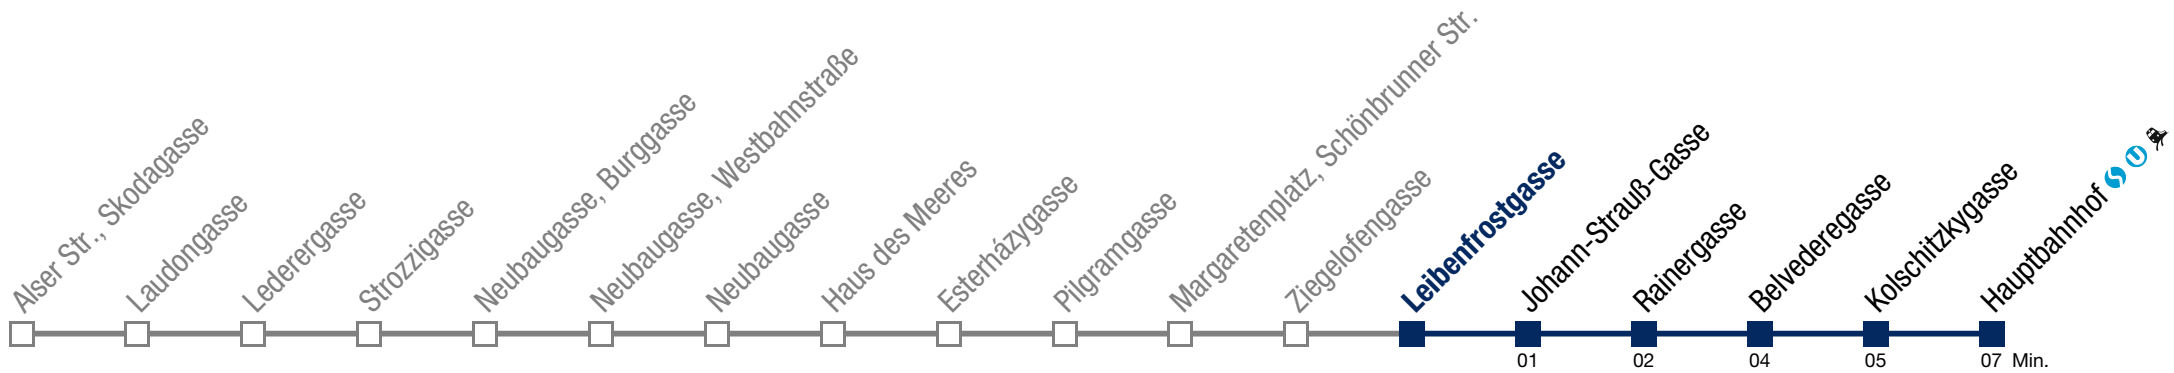 Alser Str., Skodagasse
Laudongasse
Lederergasse
Strozzigasse
Neubaugasse, Burggasse
Neubaugasse, Westbahnstraße
Neubaugasse
Haus des Meeres
Esterházygasse
Pilgramgasse
Margaretenplatz, Schönbrunner Str.
Ziegelofengasse
Leibenfrostgasse
Johann-Strauß-Gasse
Rainergasse
Belvederegasse
Kolschitzkygasse
Hauptbahnhof S U
01 02 04 05 07 Min.